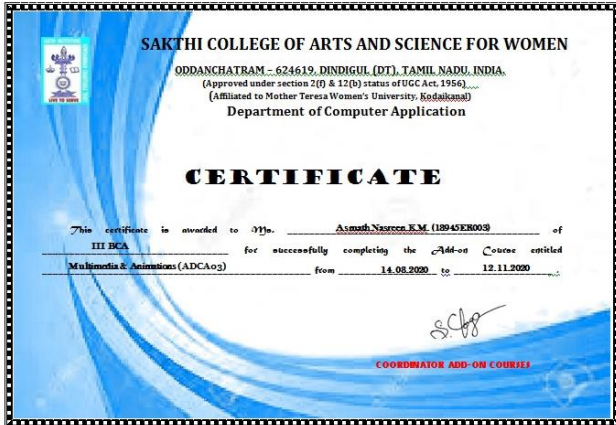 SAKTHI COLLEGE OF ARTS AND SCIENCE FOR WOMEN
ODDANCHATRAM – 624619, DINDIGUL (DT), TAMIL NADU, INDIA.
(Approved under section 2(f) & 12(b) status of UGC Act, 1956)
(Affiliated to Mother Teresa Women's University, Kodaikanal)
Department of Computer Application
LIVE TO SERVE
CERTIFICATE
This certificate is awarded to Ms. Asmath Nasreen K.M. (18945ER003) of
III BCA for successfully completing the Add-on Course entitled
Multimedia & Animations (ADCA03) from 14.08.2020 to 12.11.2020.
COORDINATOR ADD-ON COURSES